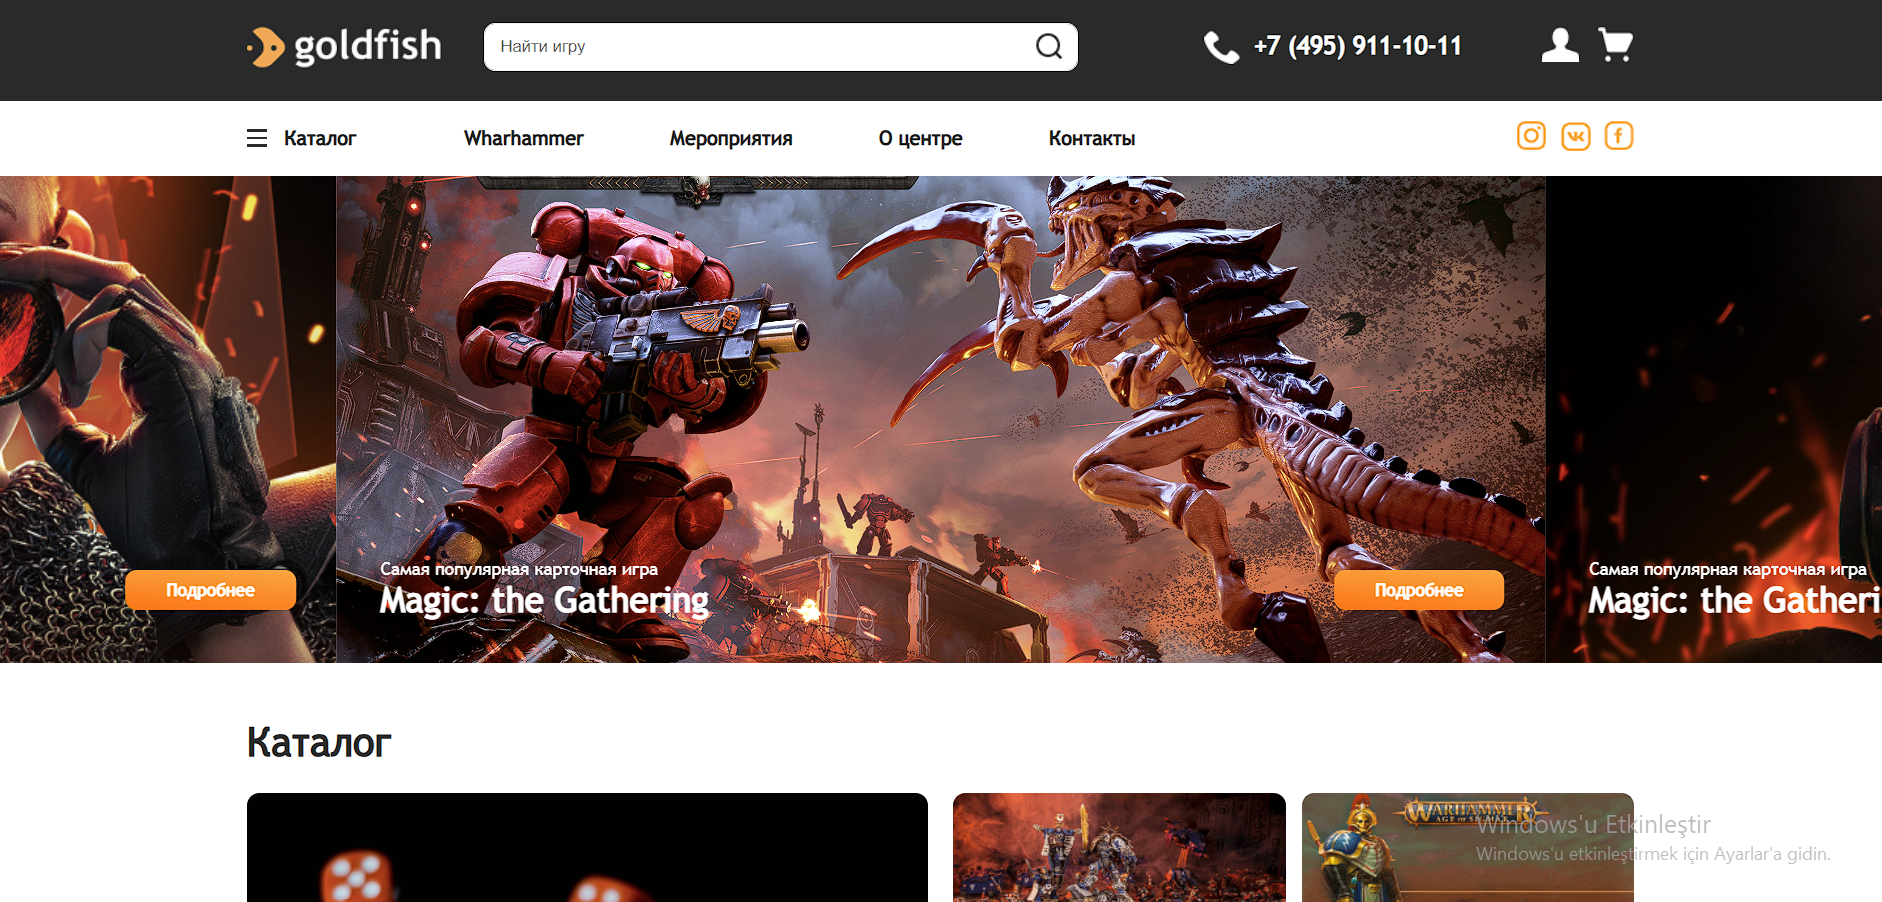 goldfish
Найти игру
+7 (495) 911-10-11
Каталог
Wharhammer
Мероприятия
О центре
Контакты
Подробнее
Самая популярная карточная игра
Magic: the Gathering
Подробнее
Самая популярная карточная игра
Magic: the Gatheri
Каталог
WARHAMMER
AGE OF SIGMAR
Windows'u Etkinleştir
Windows'u etkinleştirmek için Ayarlar'a gidin.